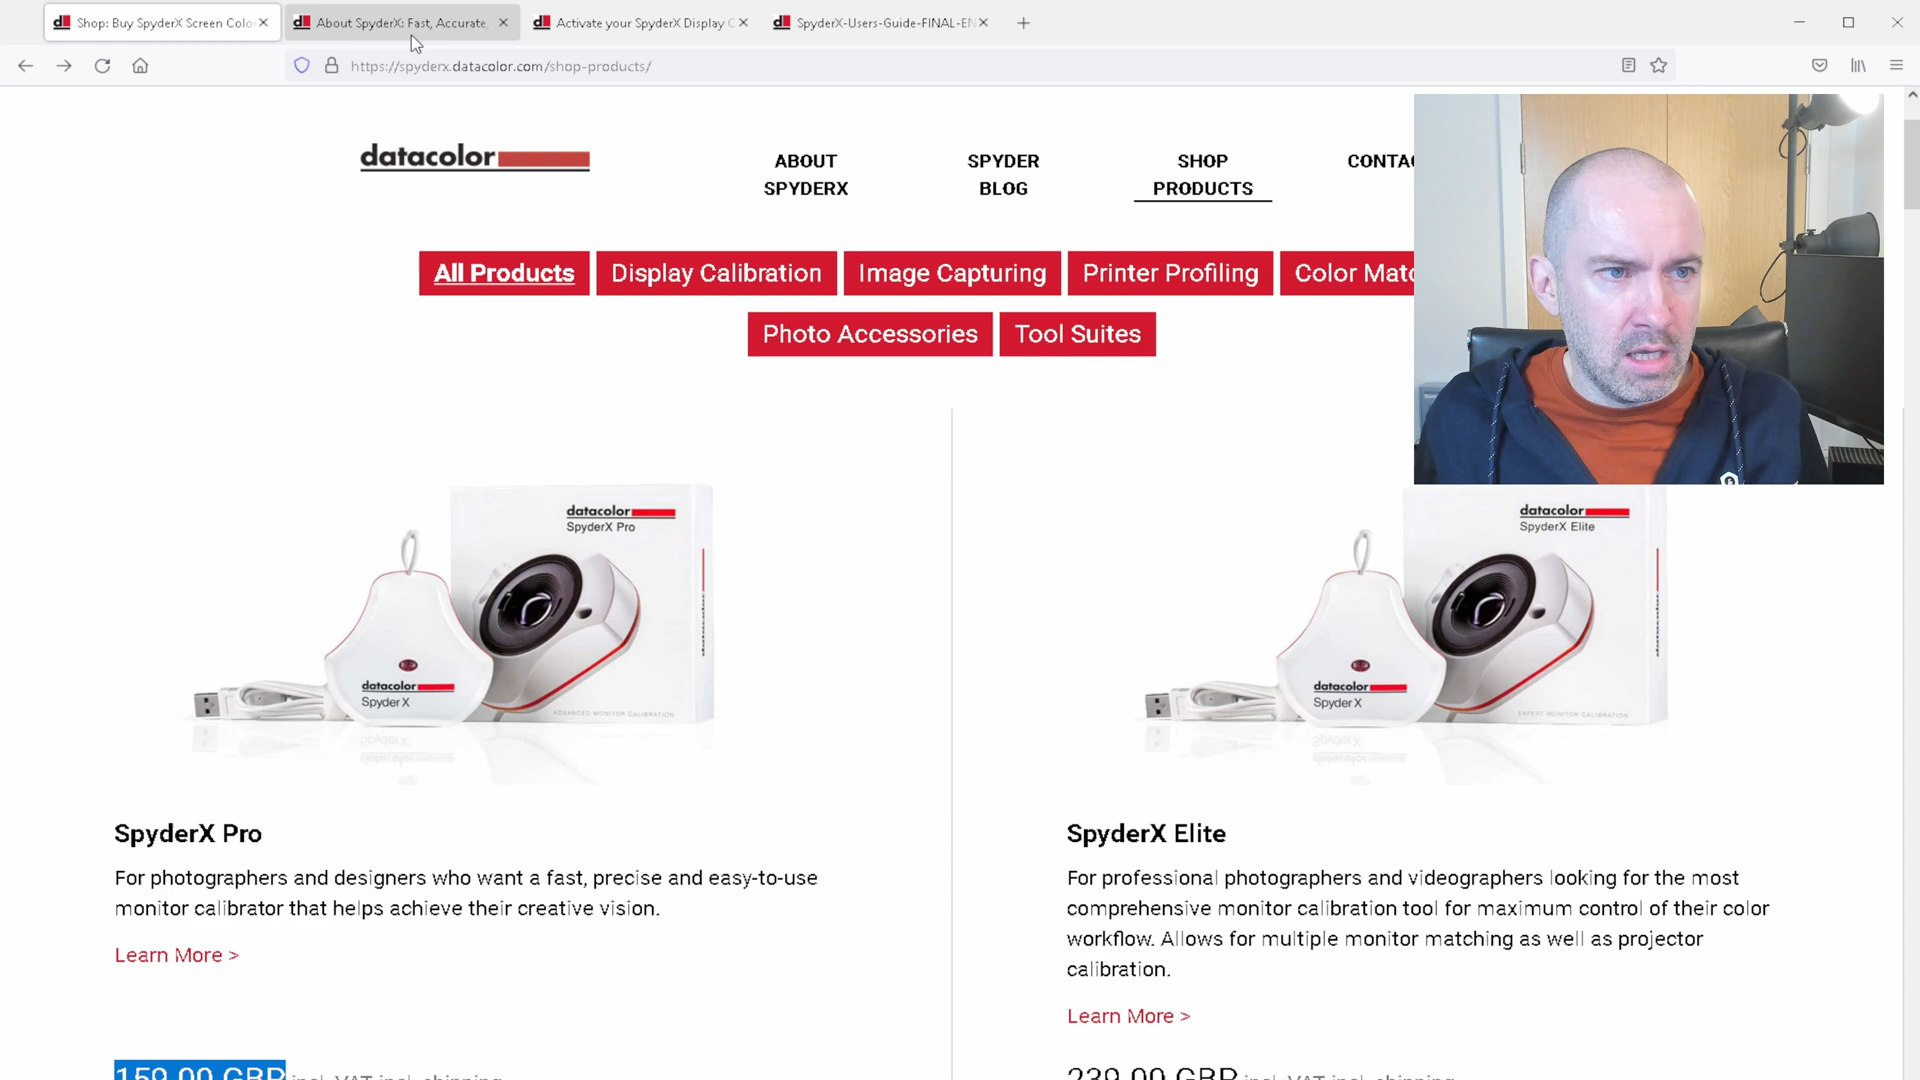 Shop: Buy SpyderX Screen Colo
About SpyderX: Fast, Accurate,
Activate your SpyderX Display C
SpyderX-Users-Guide-FINAL-EN
https://spyderx.datacolor.com/shop-products/
datacolor
ABOUT
SPYDERX
SPYDER
BLOG
SHOP
PRODUCTS
CONTAC
All Products
Display Calibration
Image Capturing
Printer Profiling
Color Matc
Photo Accessories
Tool Suites
datacolor
SpyderX Pro
datacolor
Spyder X
ADVANCED MONITOR CALIBRATION
datacolor
SpyderX Elite
datacolor
Spyder X
EXPERT MONITOR CALIBRATION
SpyderX Pro
For photographers and designers who want a fast, precise and easy-to-use
monitor calibrator that helps achieve their creative vision.
Learn More >
159.00 GBP incl. VAT incl. shipping
SpyderX Elite
For professional photographers and videographers looking for the most
comprehensive monitor calibration tool for maximum control of their color
workflow. Allows for multiple monitor matching as well as projector
calibration.
Learn More >
239.00 GBP incl. VAT incl. shipping